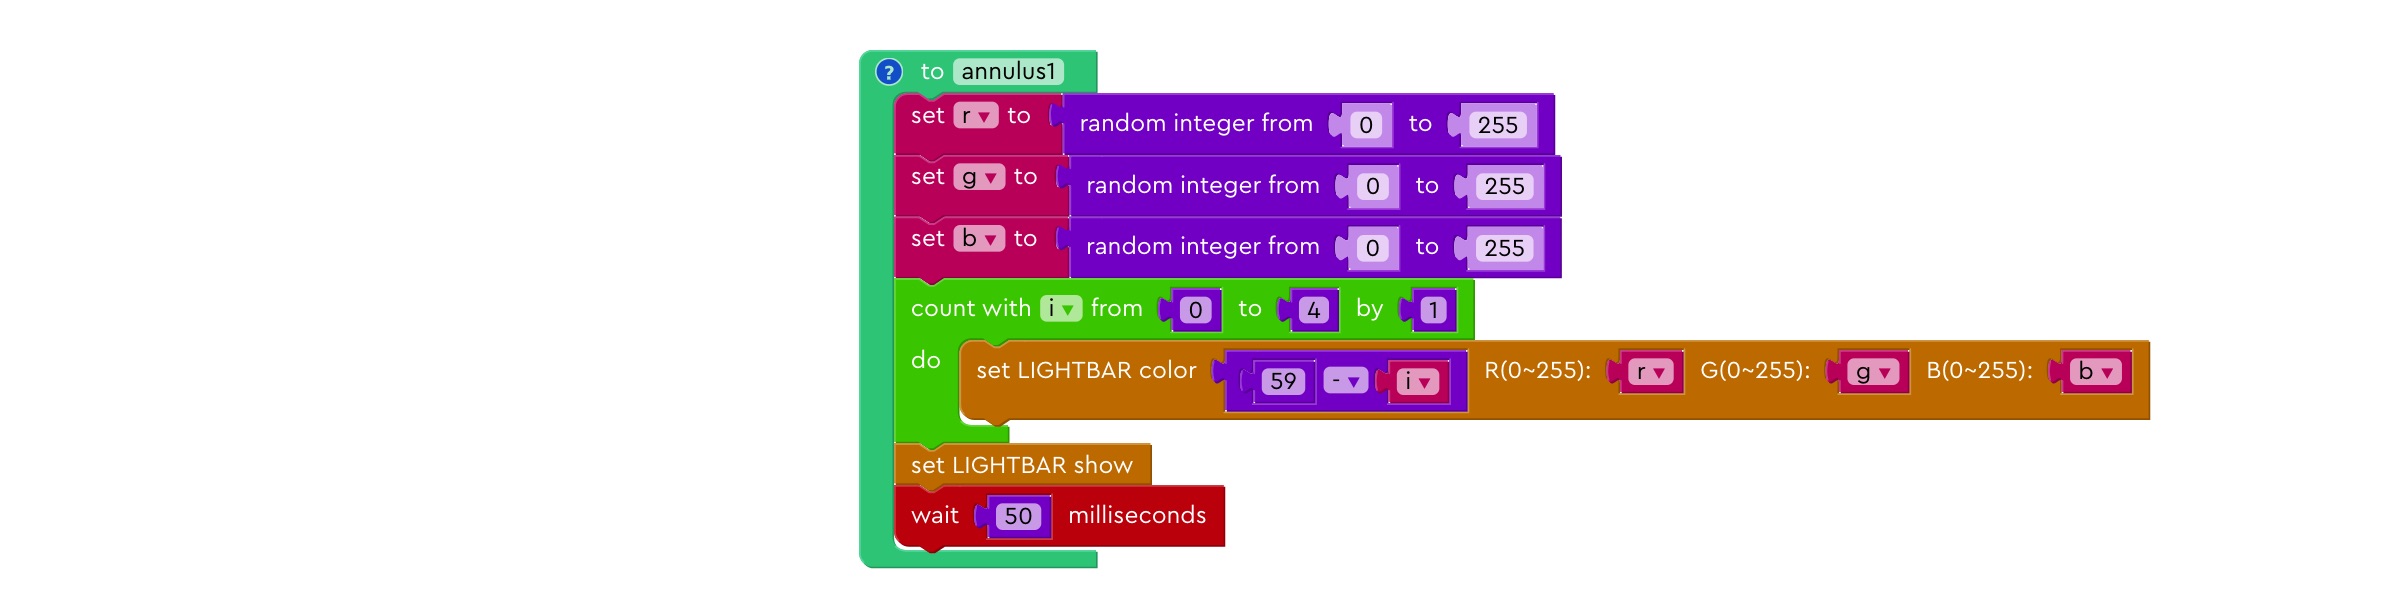 ? to annulus1
set r ▾ to random integer from 0 to 255
set g ▾ to random integer from 0 to 255
set b ▾ to random integer from 0 to 255
count with i ▾ from 0 to 4 by 1
do set LIGHTBAR color 59 - ▾ i ▾ R(0~255): r ▾ G(0~255): g ▾ B(0~255): b ▾
set LIGHTBAR show
wait 50 milliseconds